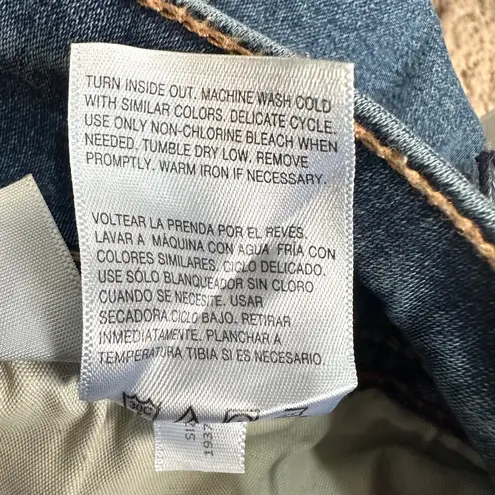 TURN INSIDE OUT. MACHINE WASH COLD
WITH SIMILAR COLORS. DELICATE CYCLE.
USE ONLY NON-CHLORINE BLEACH WHEN
NEEDED. TUMBLE DRY LOW. REMOVE
PROMPTLY. WARM IRON IF NECESSARY.
VOLTEAR LA PRENDA POR EL REVÉS.
LAVAR A MÁQUINA CON AGUA FRÍA CON
COLORES SIMILARES. CICLO DELICADO.
USE SÓLO BLANQUEADOR SIN CLORO
CUANDO SE NECESITE. USAR
SECADORA CICLO BAJO. RETIRAR
INMEDIATAMENTE. PLANCHAR A
TEMPERATURA TIBIA SI ES NECESARIO.
30C
1937